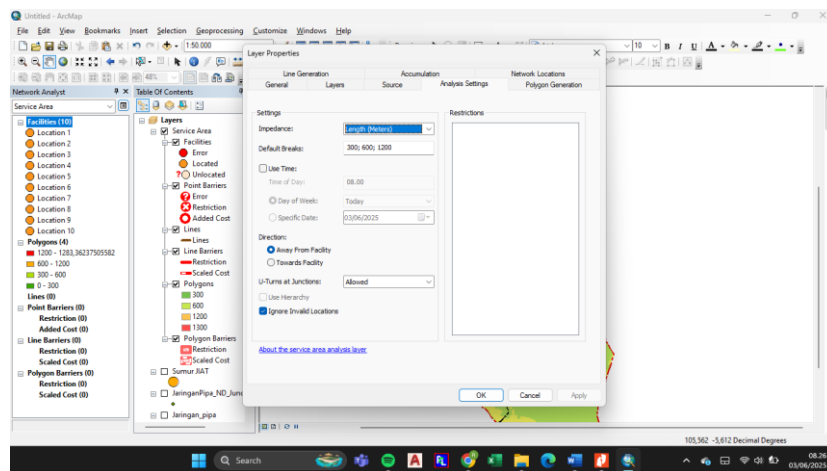 Untitled - ArcMap
File Edit View Bookmarks Insert Selection Geoprocessing Customize Windows Help
1:50.000
10 B I U A
Network Analyst
Service Area
Facilities (10)
Location 1
Location 2
Location 3
Location 4
Location 5
Location 6
Location 7
Location 8
Location 9
Location 10
Polygons (4)
1200 - 1283,36237505582
600 - 1200
300 - 600
0 - 300
Lines (0)
Point Barriers (0)
Restriction (0)
Added Cost (0)
Line Barriers (0)
Restriction (0)
Scaled Cost (0)
Polygon Barriers (0)
Restriction (0)
Scaled Cost (0)
Table Of Contents
Layers
Service Area
Facilities
Error
Located
Unlocated
Point Barriers
Error
Restriction
Added Cost
Lines
Lines
Line Barriers
Restriction
Scaled Cost
Polygons
300
600
1200
1300
Polygon Barriers
Restriction
Scaled Cost
Sumur JIAT
JaringanPipa_ND_Junc
Jaringan_pipa
Layer Properties
Line Generation Accumulation Network Locations
General Layers Source Analysis Settings Polygon Generation
Settings
Impedance: Length (Meters)
Default Breaks: 300; 600; 1200
Use Time:
Time of Day: 08.00
Day of Week: Today
Specific Date: 03/06/2025
Direction:
Away From Facility
Towards Facility
U-Turns at Junctions: Allowed
Use Hierarchy
Ignore Invalid Locations
Restrictions
About the service area analysis layer
OK Cancel Apply
105,562 -5,612 Decimal Degrees
Search
08.26
03/06/2025